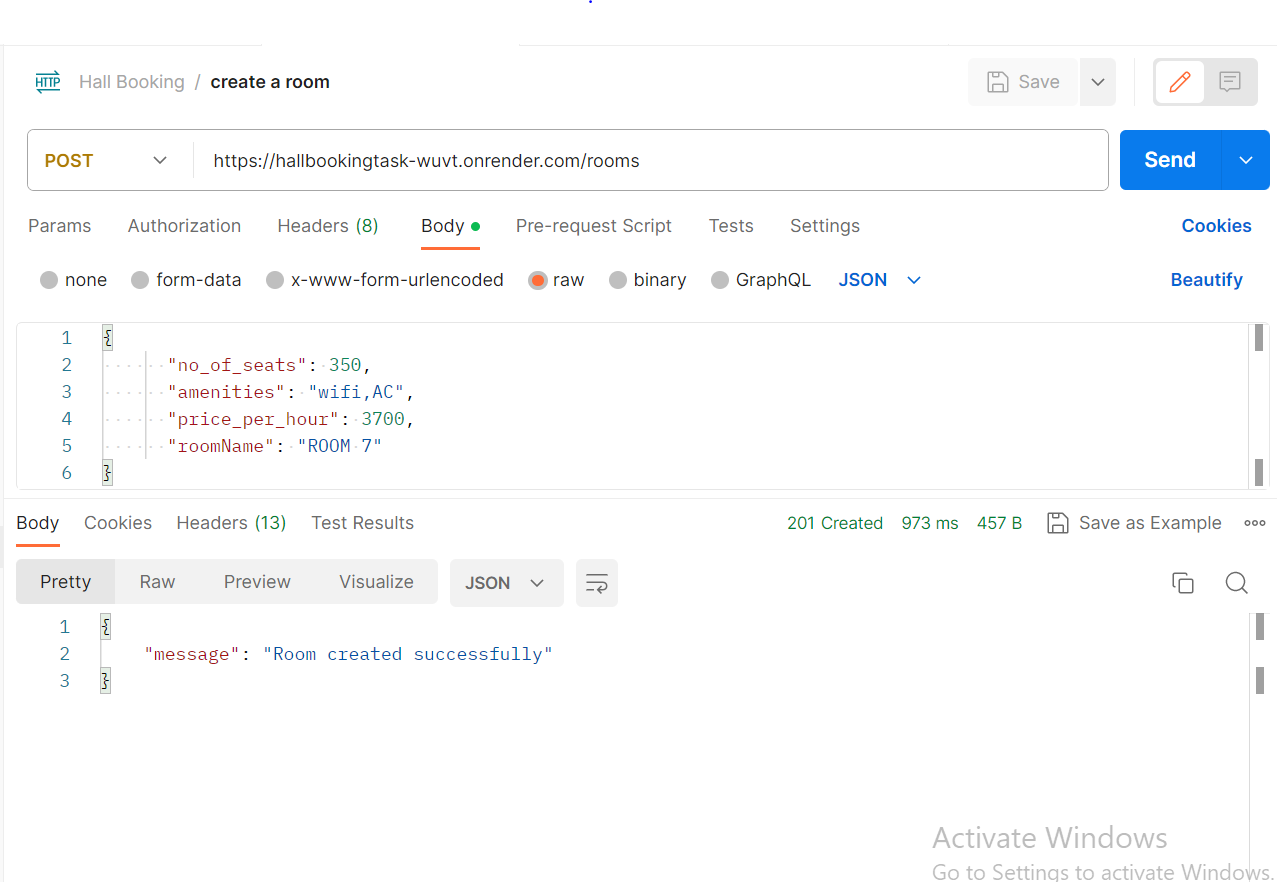 HTTP Hall Booking / create a room Save
POST https://hallbookingtask-wuvt.onrender.com/rooms Send
Params Authorization Headers (8) Body Pre-request Script Tests Settings Cookies
none form-data x-www-form-urlencoded raw binary GraphQL JSON Beautify
1 {
2 "no_of_seats": 350,
3 "amenities": "wifi,AC",
4 "price_per_hour": 3700,
5 "roomName": "ROOM 7"
6 }
Body Cookies Headers (13) Test Results 201 Created 973 ms 457 B Save as Example
Pretty Raw Preview Visualize JSON
1 {
2 "message": "Room created successfully"
3 }
Activate Windows
Go to Settings to activate Windows.